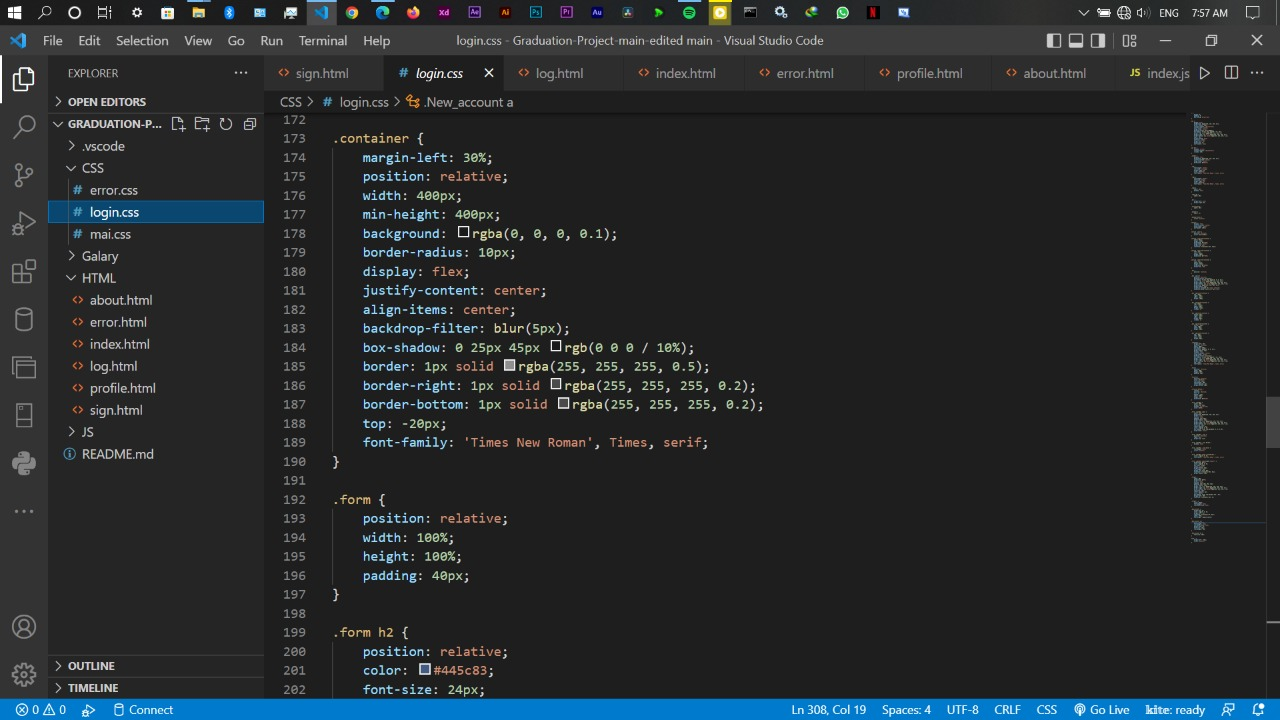 Xd
Ae
Ai
Ps
Pr
Au
N
ENG
7:57 AM
File Edit Selection View Go Run Terminal Help
login.css - Graduation-Project-main-edited main - Visual Studio Code
EXPLORER
sign.html
login.css
log.html
index.html
error.html
profile.html
about.html
JS index.js
OPEN EDITORS
CSS > # login.css > .New_account a
GRADUATION-P...
.vscode
CSS
# error.css
# login.css
# mai.css
Galary
HTML
about.html
error.html
index.html
log.html
profile.html
sign.html
JS
README.md
OUTLINE
TIMELINE
172
173 .container {
174 margin-left: 30%;
175 position: relative;
176 width: 400px;
177 min-height: 400px;
178 background: rgba(0, 0, 0, 0.1);
179 border-radius: 10px;
180 display: flex;
181 justify-content: center;
182 align-items: center;
183 backdrop-filter: blur(5px);
184 box-shadow: 0 25px 45px rgb(0 0 0 / 10%);
185 border: 1px solid rgba(255, 255, 255, 0.5);
186 border-right: 1px solid rgba(255, 255, 255, 0.2);
187 border-bottom: 1px solid rgba(255, 255, 255, 0.2);
188 top: -20px;
189 font-family: 'Times New Roman', Times, serif;
190 }
191
192 .form {
193 position: relative;
194 width: 100%;
195 height: 100%;
196 padding: 40px;
197 }
198
199 .form h2 {
200 position: relative;
201 color: #445c83;
202 font-size: 24px;
0 0 Connect
Ln 308, Col 19 Spaces: 4 UTF-8 CRLF CSS Go Live kite: ready